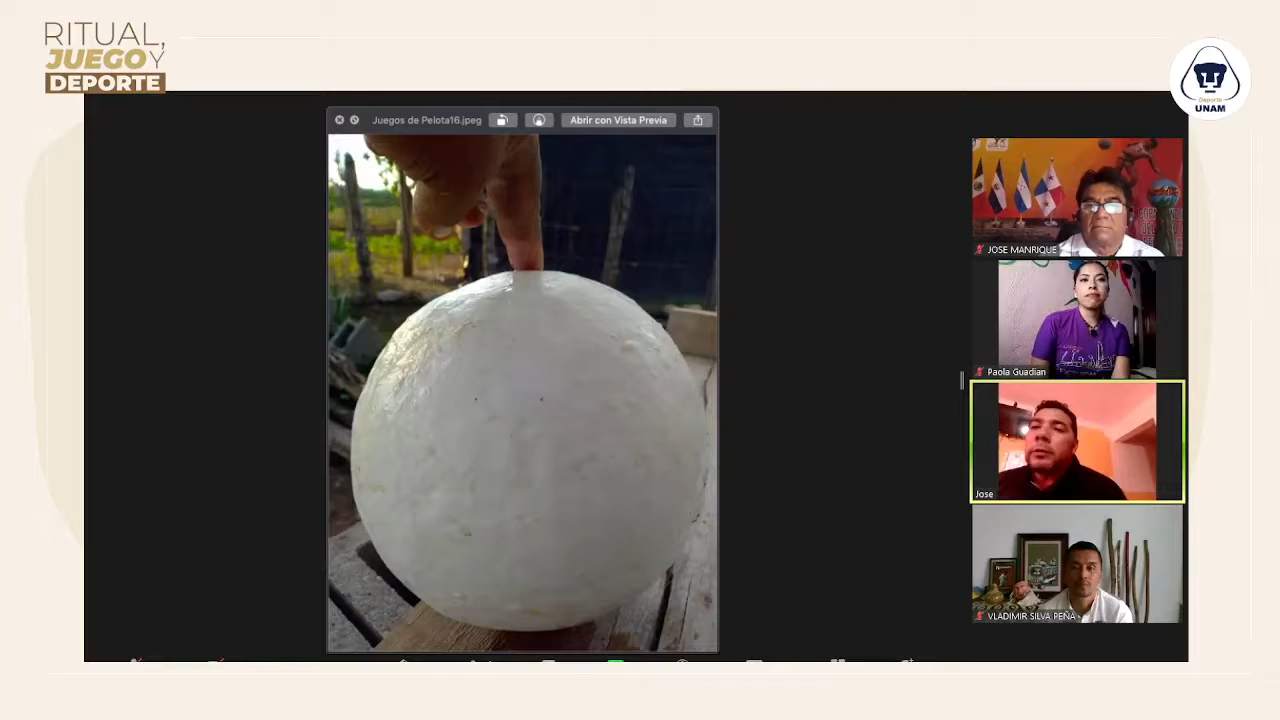 RITUAL,
JUEGO Y
DEPORTE
Deporte
UNAM
Juegos de Pelota16.jpeg
Abrir con Vista Previa
JOSE MANRIQUE
Paola Guadian
Jose
VLADIMIR SILVA PEÑA